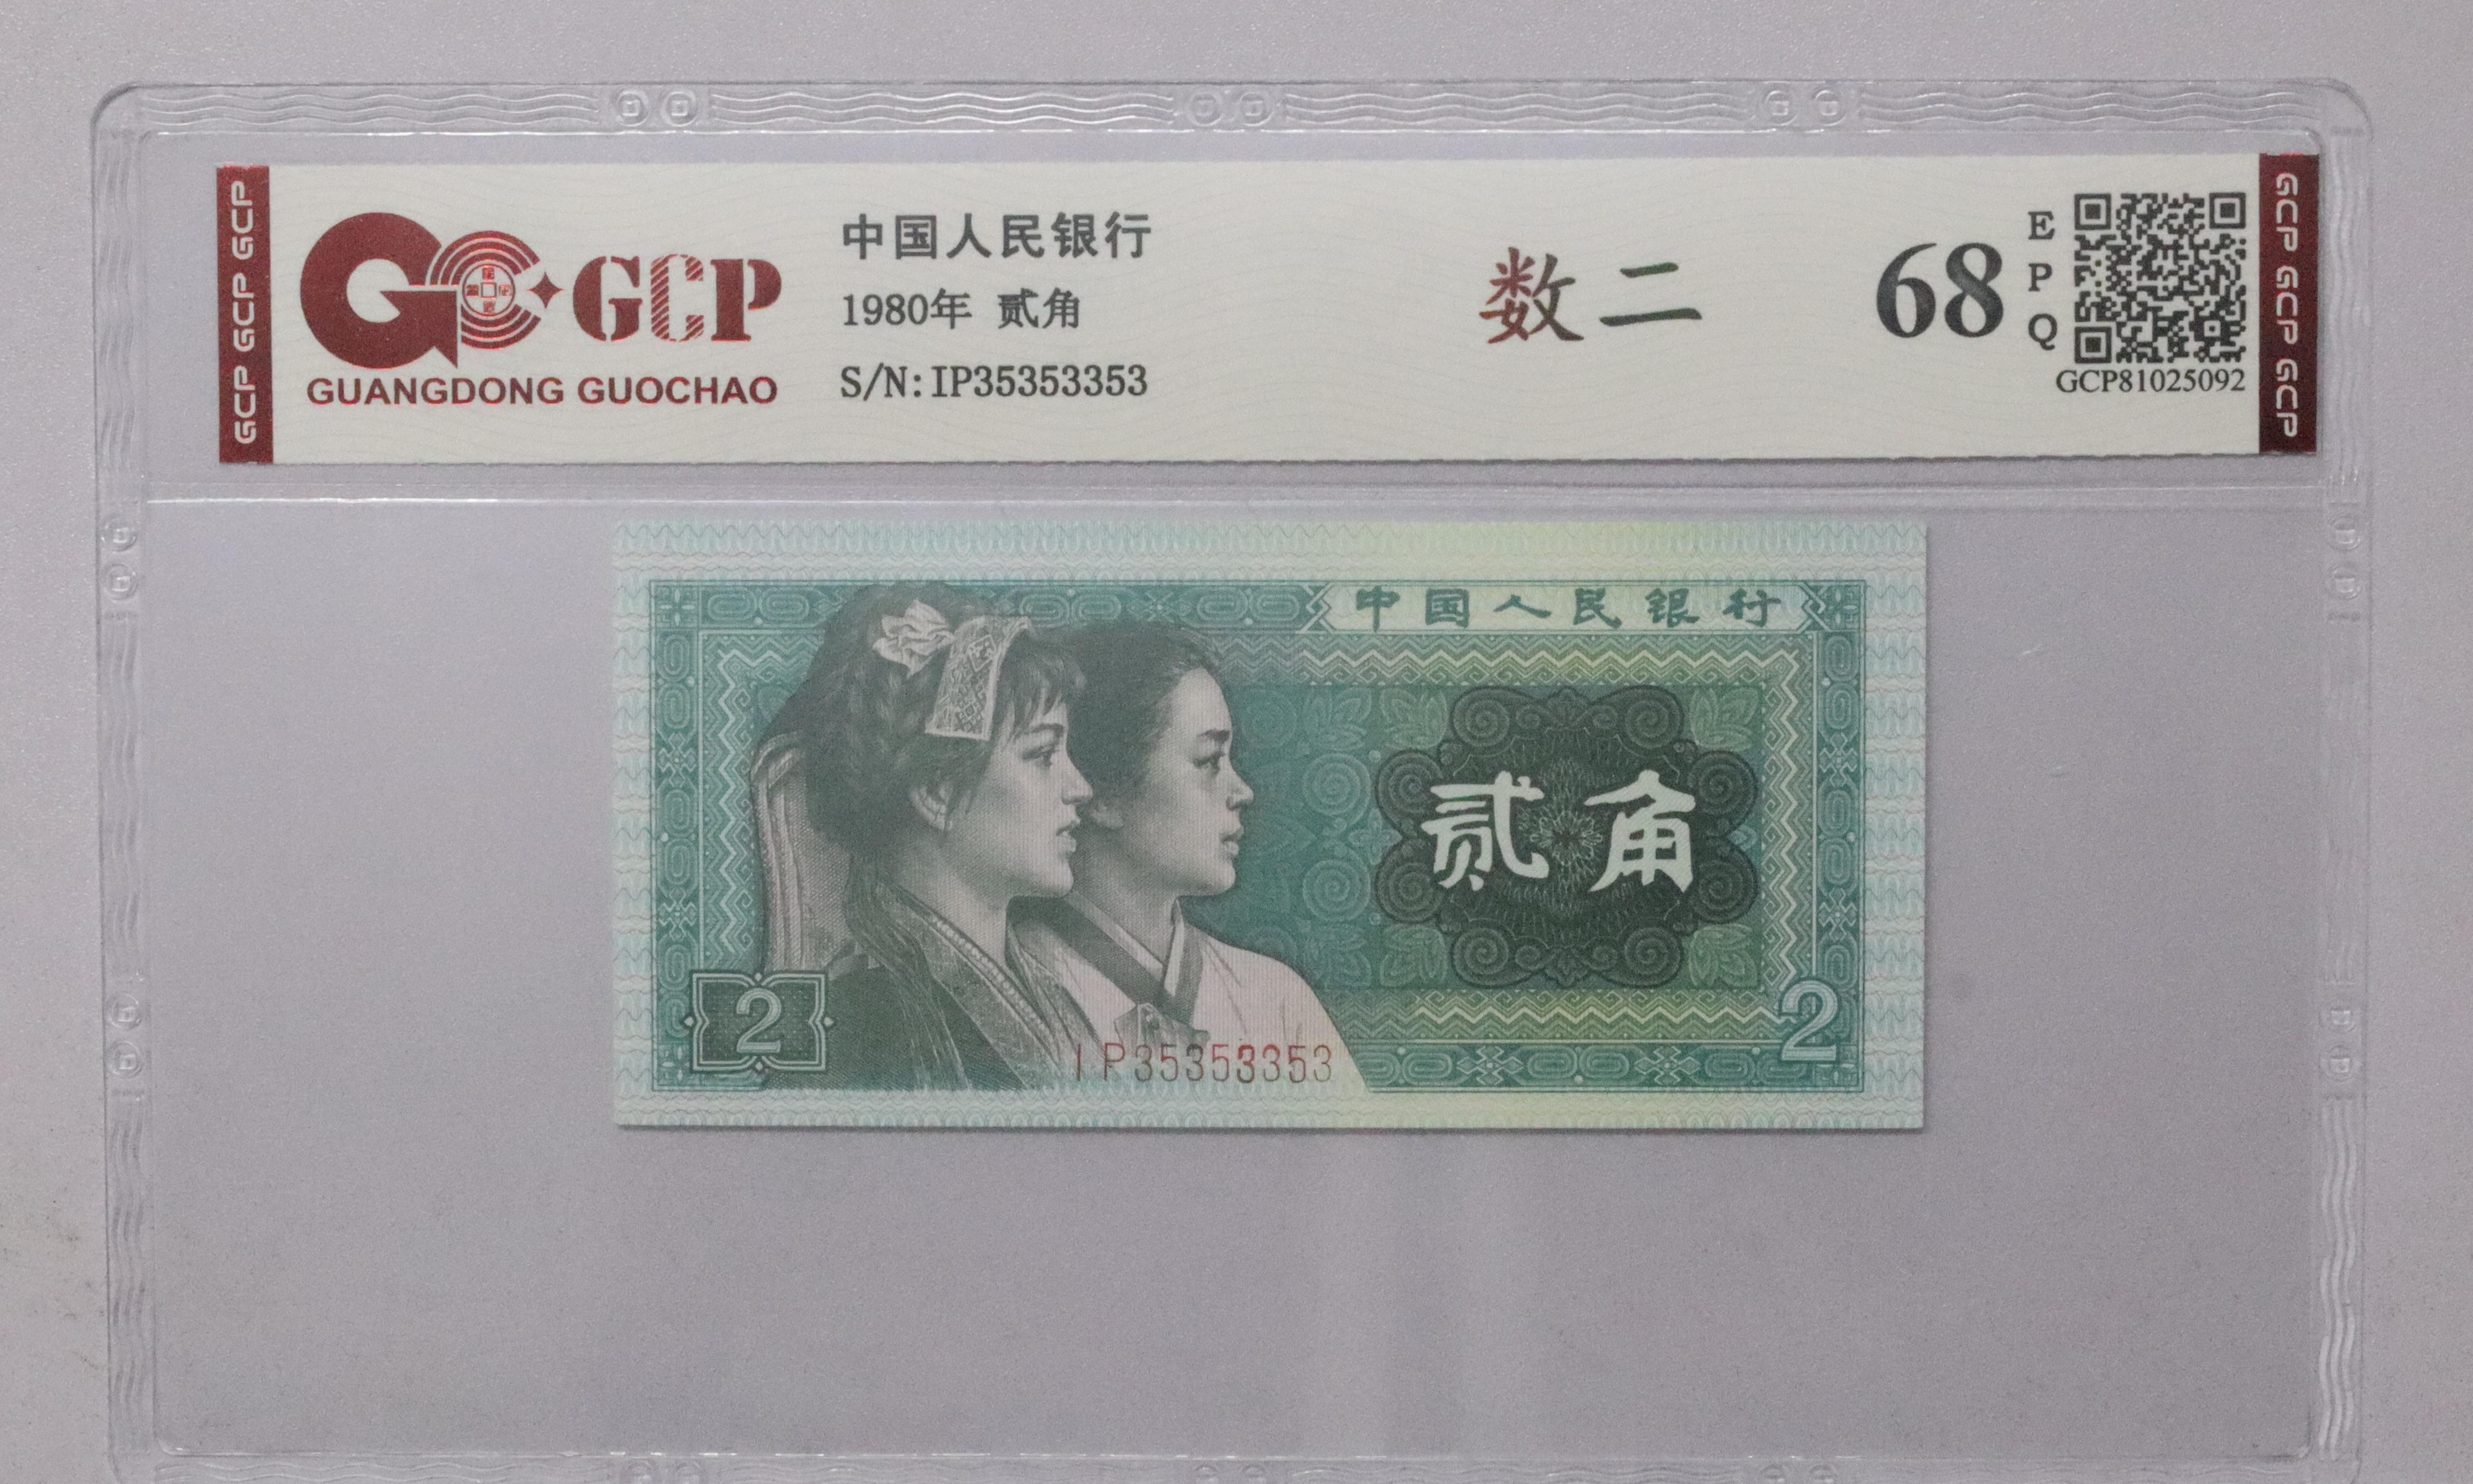 GCP GCP GCP
GCP
GUANGDONG GUOCHAO
中国人民银行
1980年 贰角
S/N:IP35353353
数二
68
EPQ
GCP81025092
GCP GCP GCP
中国人民银行
贰角
2
2
IP35353353